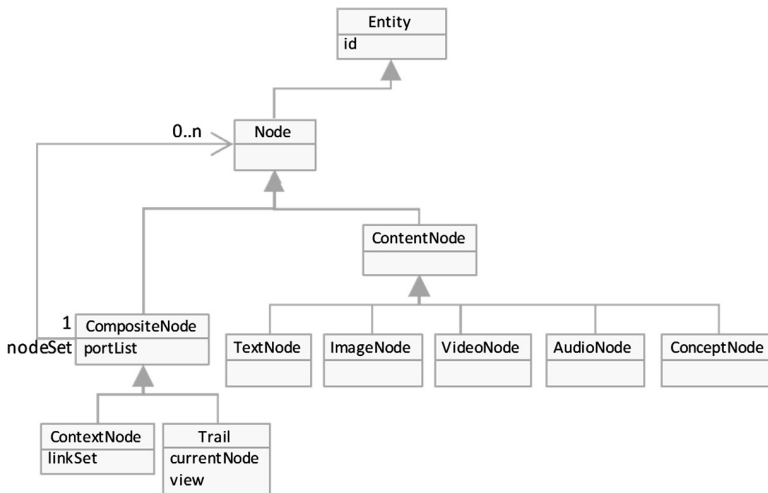 Entity
id
0..n
Node
ContentNode
1
CompositeNode
nodeSet
portList
TextNode
ImageNode
VideoNode
AudioNode
ConceptNode
ContextNode
linkSet
Trail
currentNode
view